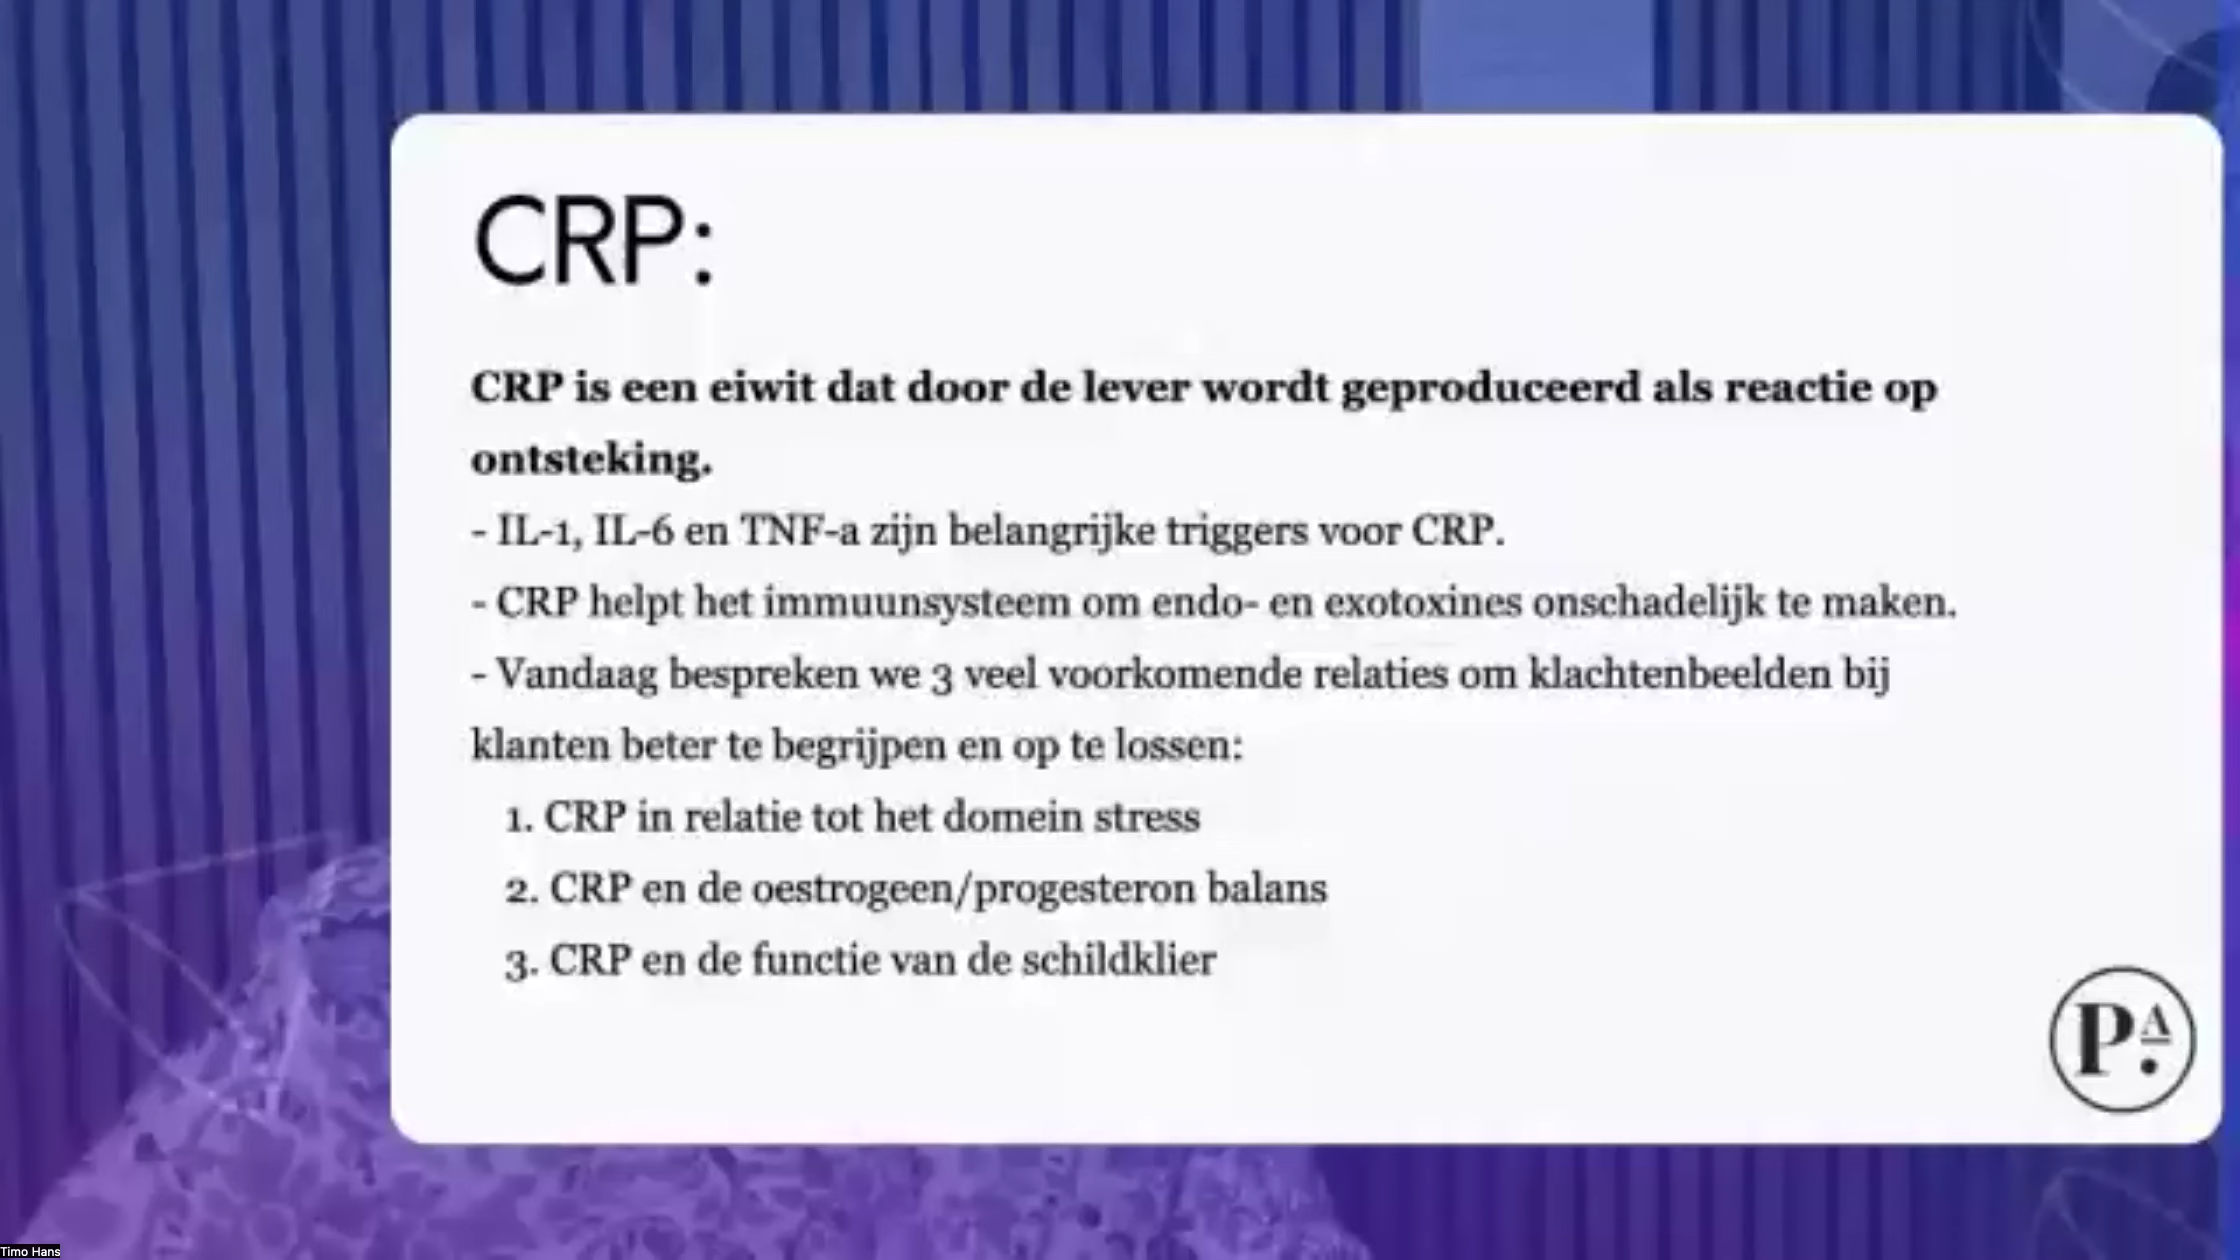 CRP:
CRP is een eiwit dat door de lever wordt geproduceerd als reactie op
ontsteking.
- IL-1, IL-6 en TNF-a zijn belangrijke triggers voor CRP.
- CRP helpt het immuunsysteem om endo- en exotoxines onschadelijk te maken.
- Vandaag bespreken we 3 veel voorkomende relaties om klachtenbeelden bij
klanten beter te begrijpen en op te lossen:
1. CRP in relatie tot het domein stress
2. CRP en de oestrogeen/progesteron balans
3. CRP en de functie van de schildklier
PA.
Timo Hans